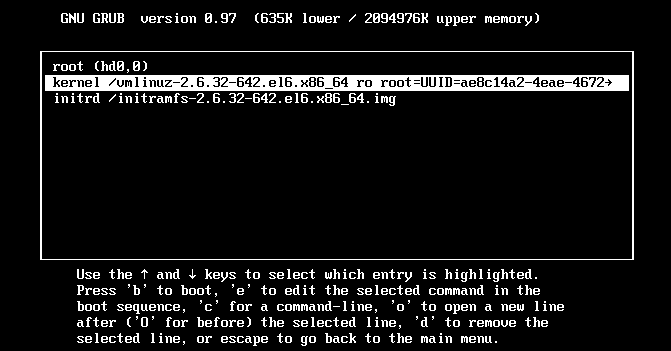 GNU GRUB  version 0.97  (635K lower / 2094976K upper memory)
root (hd0,0)
kernel /vmlinuz-2.6.32-642.el6.x86_64 ro root=UUID=ae8c14a2-4eae-4672→
initrd /initramfs-2.6.32-642.el6.x86_64.img
Use the ↑ and ↓ keys to select which entry is highlighted.
Press 'b' to boot, 'e' to edit the selected command in the
boot sequence, 'c' for a command-line, 'o' to open a new line
after ('O' for before) the selected line, 'd' to remove the
selected line, or escape to go back to the main menu.